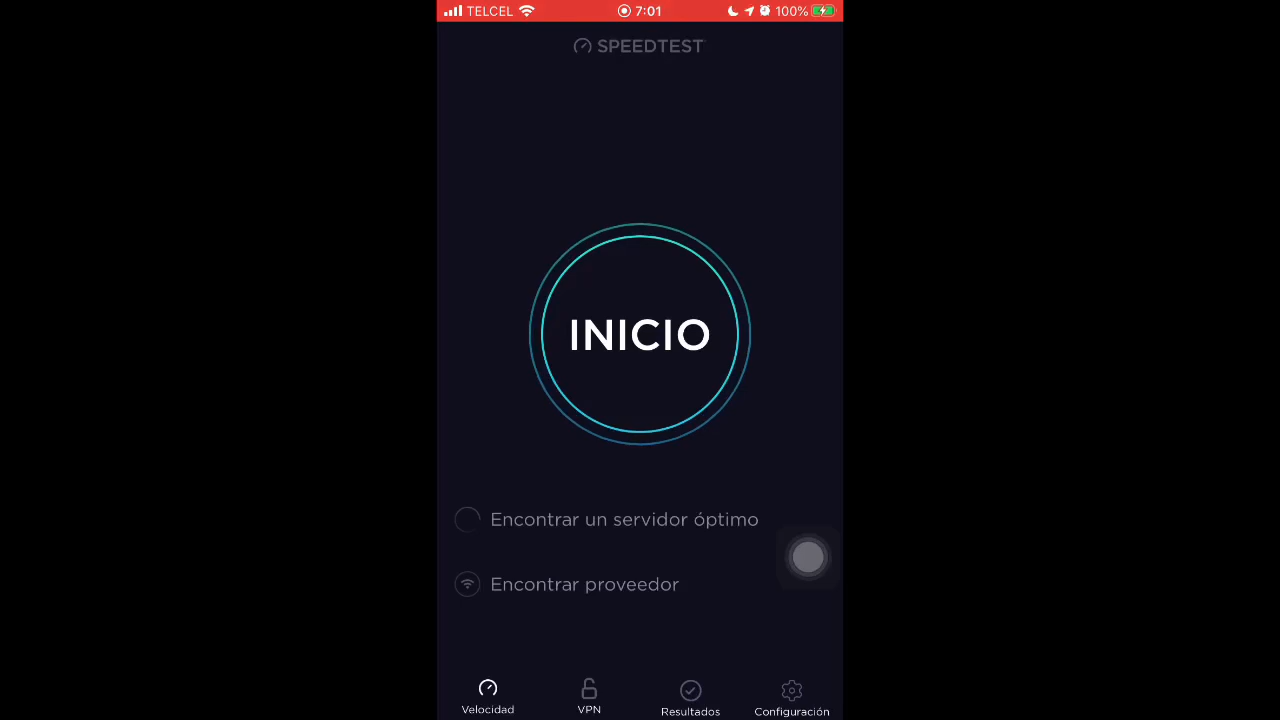 TELCEL 7:01 100%
SPEEDTEST
INICIO
Encontrar un servidor óptimo
Encontrar proveedor
Velocidad VPN Resultados Configuración